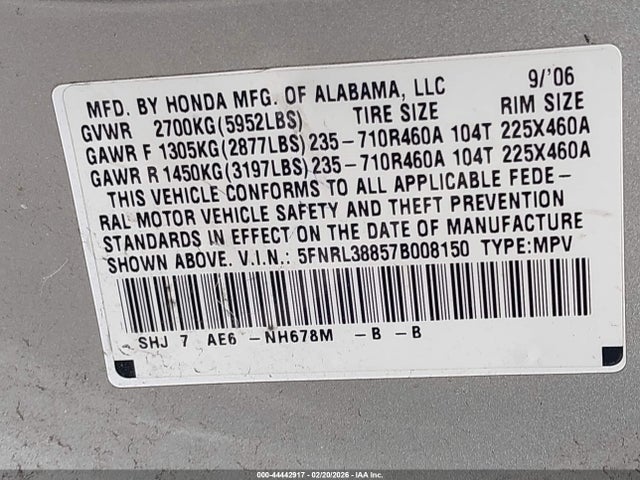 MFD. BY HONDA MFG. OF ALABAMA, LLC 9/'06
GVWR 2700KG(5952LBS) TIRE SIZE RIM SIZE
GAWR F 1305KG(2877LBS)235-710R460A 104T 225X460A
GAWR R 1450KG(3197LBS)235-710R460A 104T 225X460A
THIS VEHICLE CONFORMS TO ALL APPLICABLE FEDE-
RAL MOTOR VEHICLE SAFETY AND THEFT PREVENTION
STANDARDS IN EFFECT ON THE DATE OF MANUFACTURE
SHOWN ABOVE. V.I.N.: 5FNRL38857B008150 TYPE:MPV
SHJ 7 AE6 -NH678M -B -B
000-44442917 - 02/20/2026 - IAAI Inc.